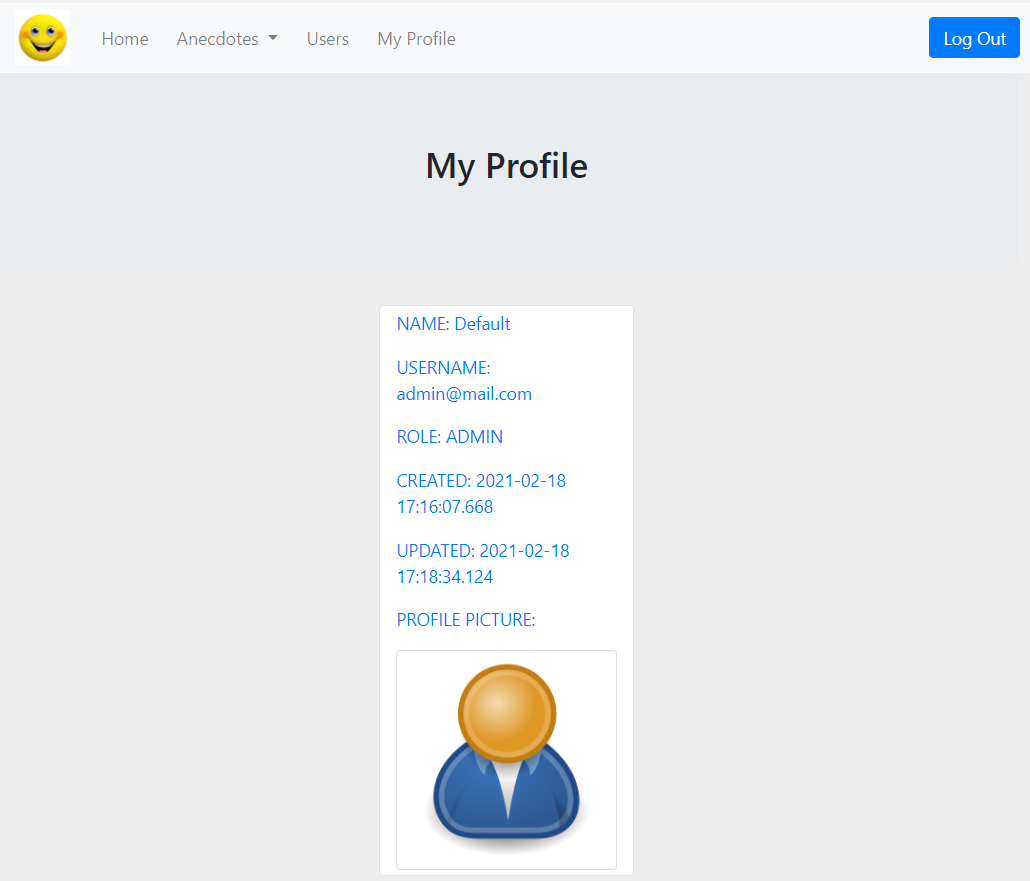 Home Anecdotes Users My Profile Log Out
My Profile
NAME: Default
USERNAME:
admin@mail.com
ROLE: ADMIN
CREATED: 2021-02-18
17:16:07.668
UPDATED: 2021-02-18
17:18:34.124
PROFILE PICTURE: